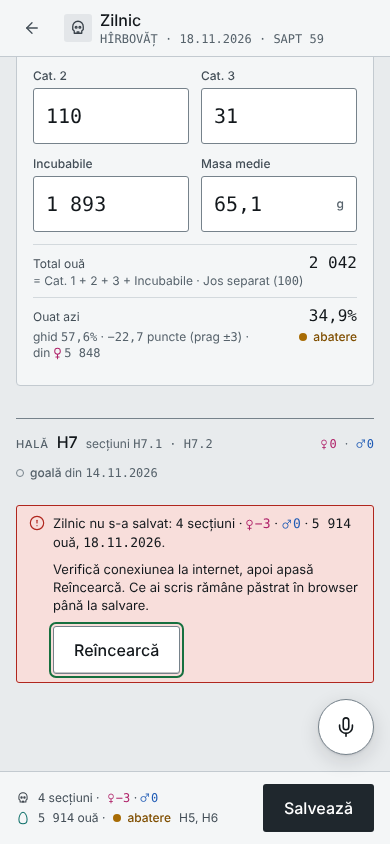 Zilnic
HÎRBOVĂȚ · 18.11.2026 · SAPT 59
Cat. 2 Cat. 3
110 31
Incubabile Masa medie
1 893 65,1 g
Total ouă 2 042
= Cat. 1 + 2 + 3 + Incubabile · Jos separat (100)
Ouat azi 34,9%
ghid 57,6% · −22,7 puncte (prag ±3) · abatere
din ♀5 848
HALĂ H7 secțiuni H7.1 · H7.2 ♀0 · ♂0
goală din 14.11.2026
Zilnic nu s-a salvat: 4 secțiuni · ♀−3 · ♂0 · 5 914
ouă, 18.11.2026.
Verifică conexiunea la internet, apoi apasă
Reîncearcă. Ce ai scris rămâne păstrat în browser
până la salvare.
Reîncearcă
4 secțiuni · ♀−3 · ♂0
5 914 ouă · abatere H5, H6
Salvează